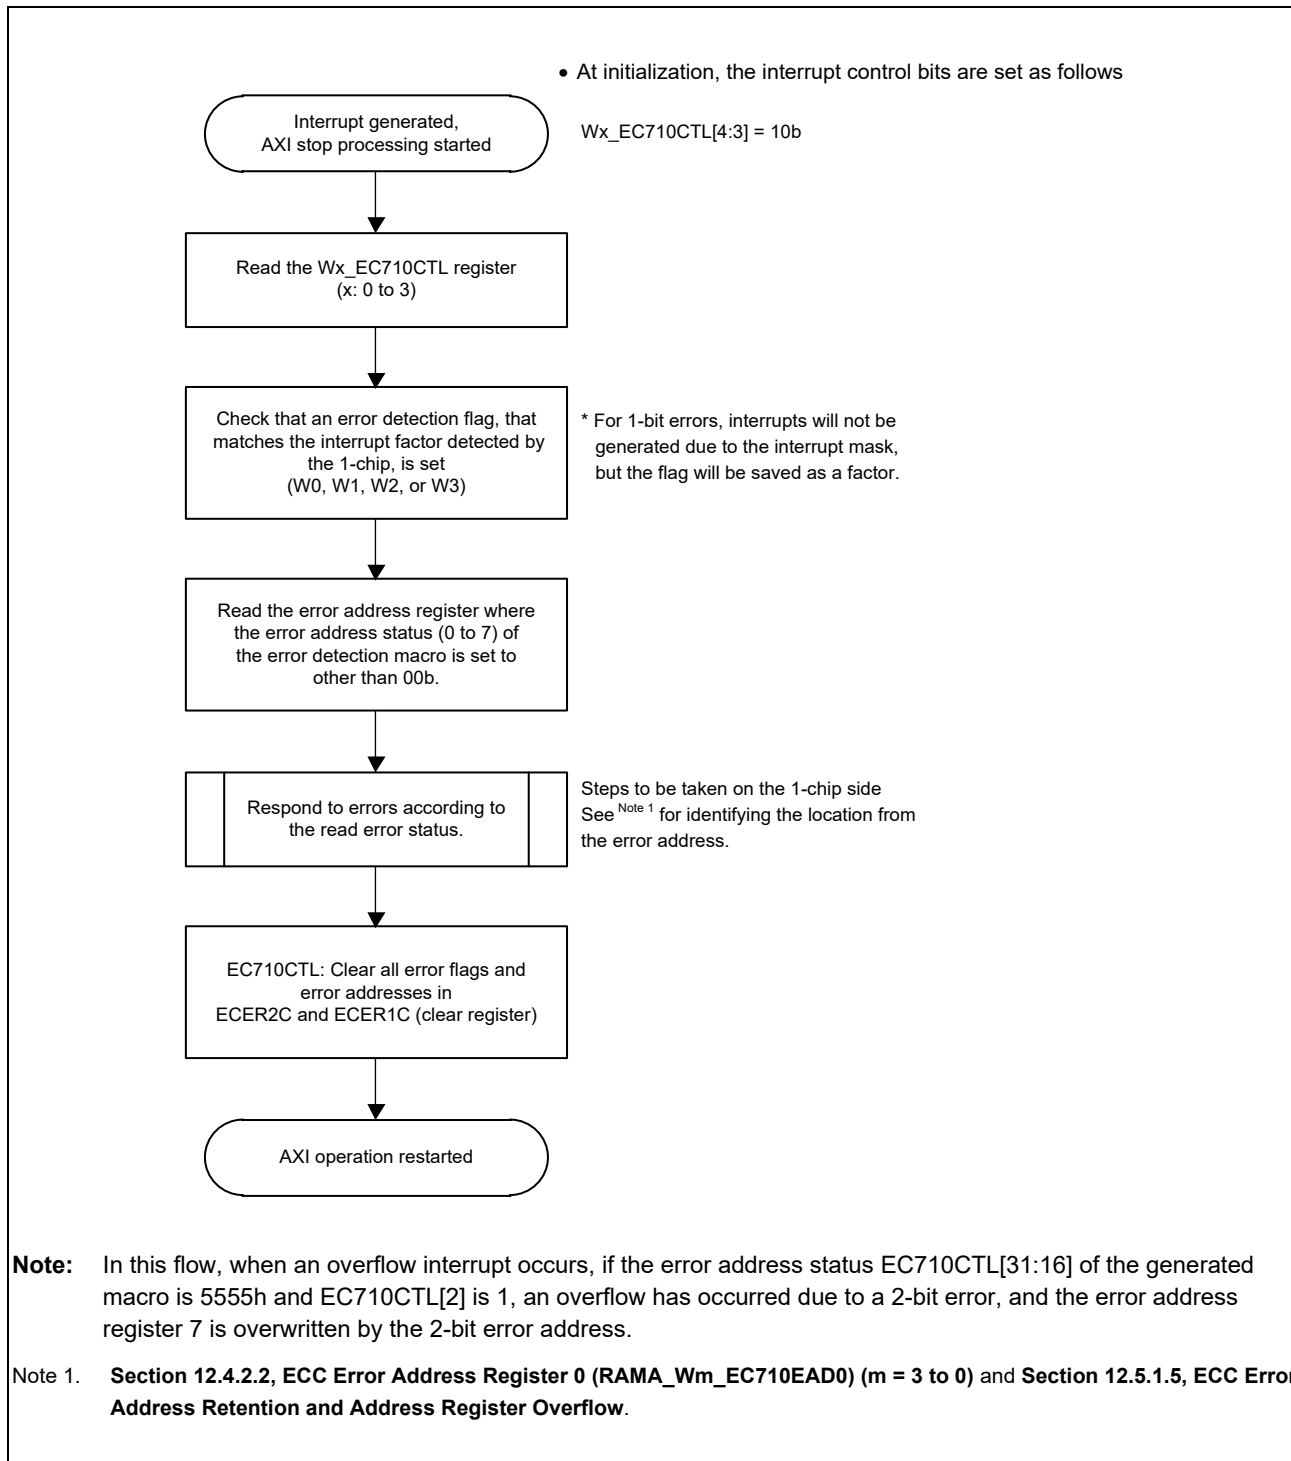 • At initialization, the interrupt control bits are set as follows
Interrupt generated,
AXI stop processing started
Wx_EC710CTL[4:3] = 10b
Read the Wx_EC710CTL register
(x: 0 to 3)
Check that an error detection flag, that
matches the interrupt factor detected by
the 1-chip, is set
(W0, W1, W2, or W3)
* For 1-bit errors, interrupts will not be
generated due to the interrupt mask,
but the flag will be saved as a factor.
Read the error address register where
the error address status (0 to 7) of
the error detection macro is set to
other than 00b.
Respond to errors according to
the read error status.
Steps to be taken on the 1-chip side
See Note 1 for identifying the location from
the error address.
EC710CTL: Clear all error flags and
error addresses in
ECER2C and ECER1C (clear register)
AXI operation restarted
Note: In this flow, when an overflow interrupt occurs, if the error address status EC710CTL[31:16] of the generated
macro is 5555h and EC710CTL[2] is 1, an overflow has occurred due to a 2-bit error, and the error address
register 7 is overwritten by the 2-bit error address.
Note 1. Section 12.4.2.2, ECC Error Address Register 0 (RAMA_Wm_EC710EAD0) (m = 3 to 0) and Section 12.5.1.5, ECC Error
Address Retention and Address Register Overflow.